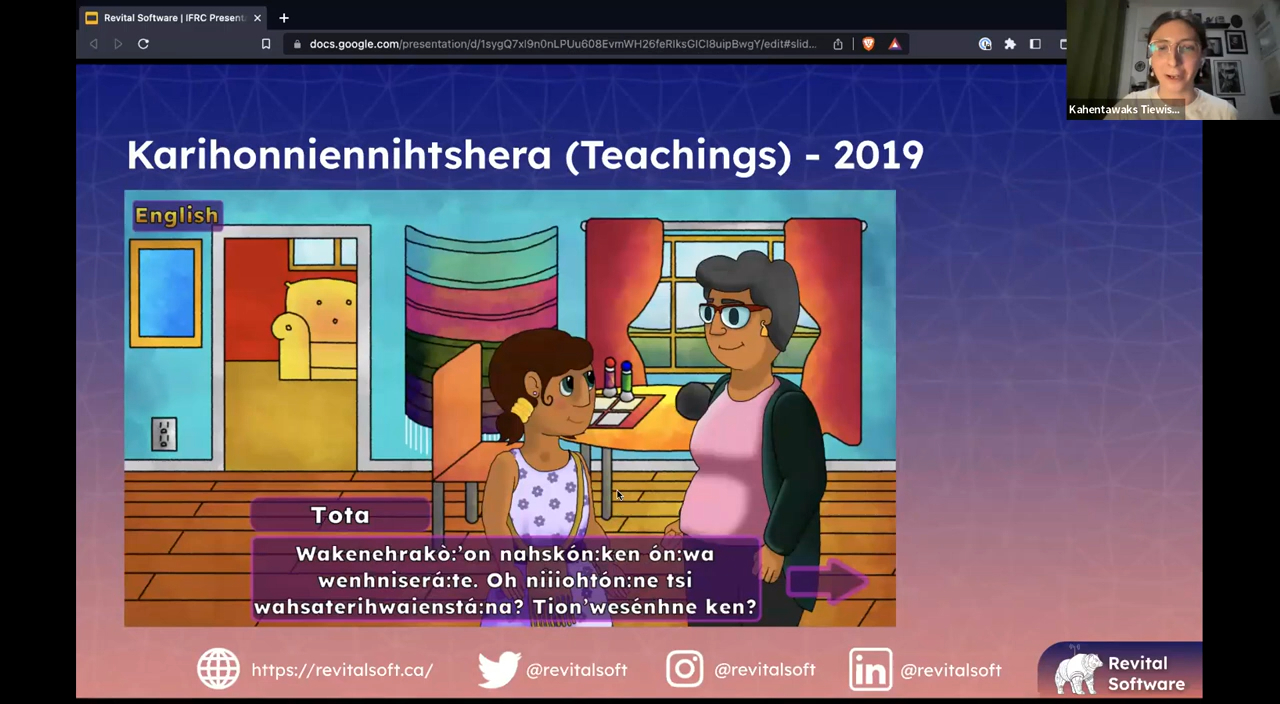 Revital Software | IFRC Present
docs.google.com/presentation/d/1sygQ7xl9n0nLPUu608EvmWH26feRlksGlCl8uipBwgY/edit#slid...
Kahentawaks Tiewis...
Karihonniennihtshera (Teachings) - 2019
English
Tota
Wakenehrakò:'on nahskón:ken ón:wa
wenhniserá:te. Oh niiiohtón:ne tsi
wahsaterihwaienstá:na? Tion'wesénhne ken?
https://revitalsoft.ca/
@revitalsoft
@revitalsoft
@revitalsoft
Revital
Software